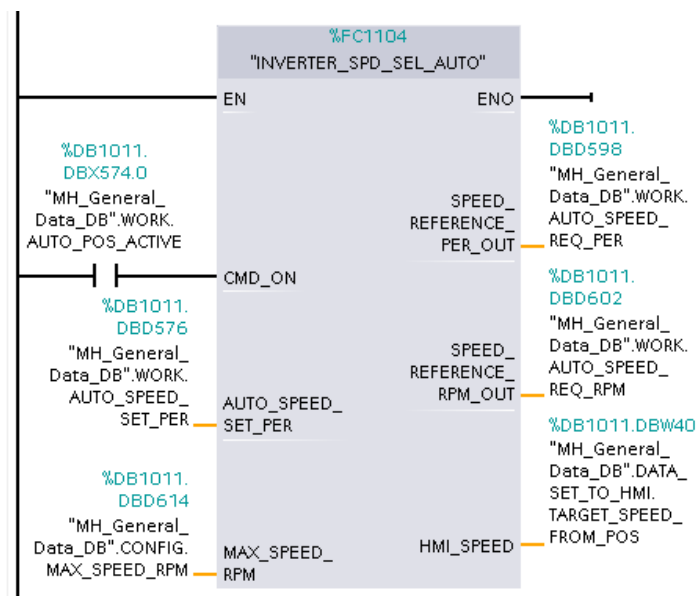 %FC1104
"INVERTER_SPD_SEL_AUTO"
EN
ENO
%DB1011.
DBX574.0
"MH_General_
Data_DB".WORK.
AUTO_POS_ACTIVE
CMD_ON
%DB1011.
DBD576
"MH_General_
Data_DB".WORK.
AUTO_SPEED_
SET_PER
AUTO_SPEED_
SET_PER
%DB1011.
DBD614
"MH_General_
Data_DB".CONFIG.
MAX_SPEED_RPM
MAX_SPEED_
RPM
SPEED_
REFERENCE_
PER_OUT
%DB1011.
DBD598
"MH_General_
Data_DB".WORK.
AUTO_SPEED_
REQ_PER
SPEED_
REFERENCE_
RPM_OUT
%DB1011.
DBD602
"MH_General_
Data_DB".WORK.
AUTO_SPEED_
REQ_RPM
HMI_SPEED
%DB1011.DBW40
"MH_General_
Data_DB".DATA_
SET_TO_HMI.
TARGET_SPEED_
FROM_POS